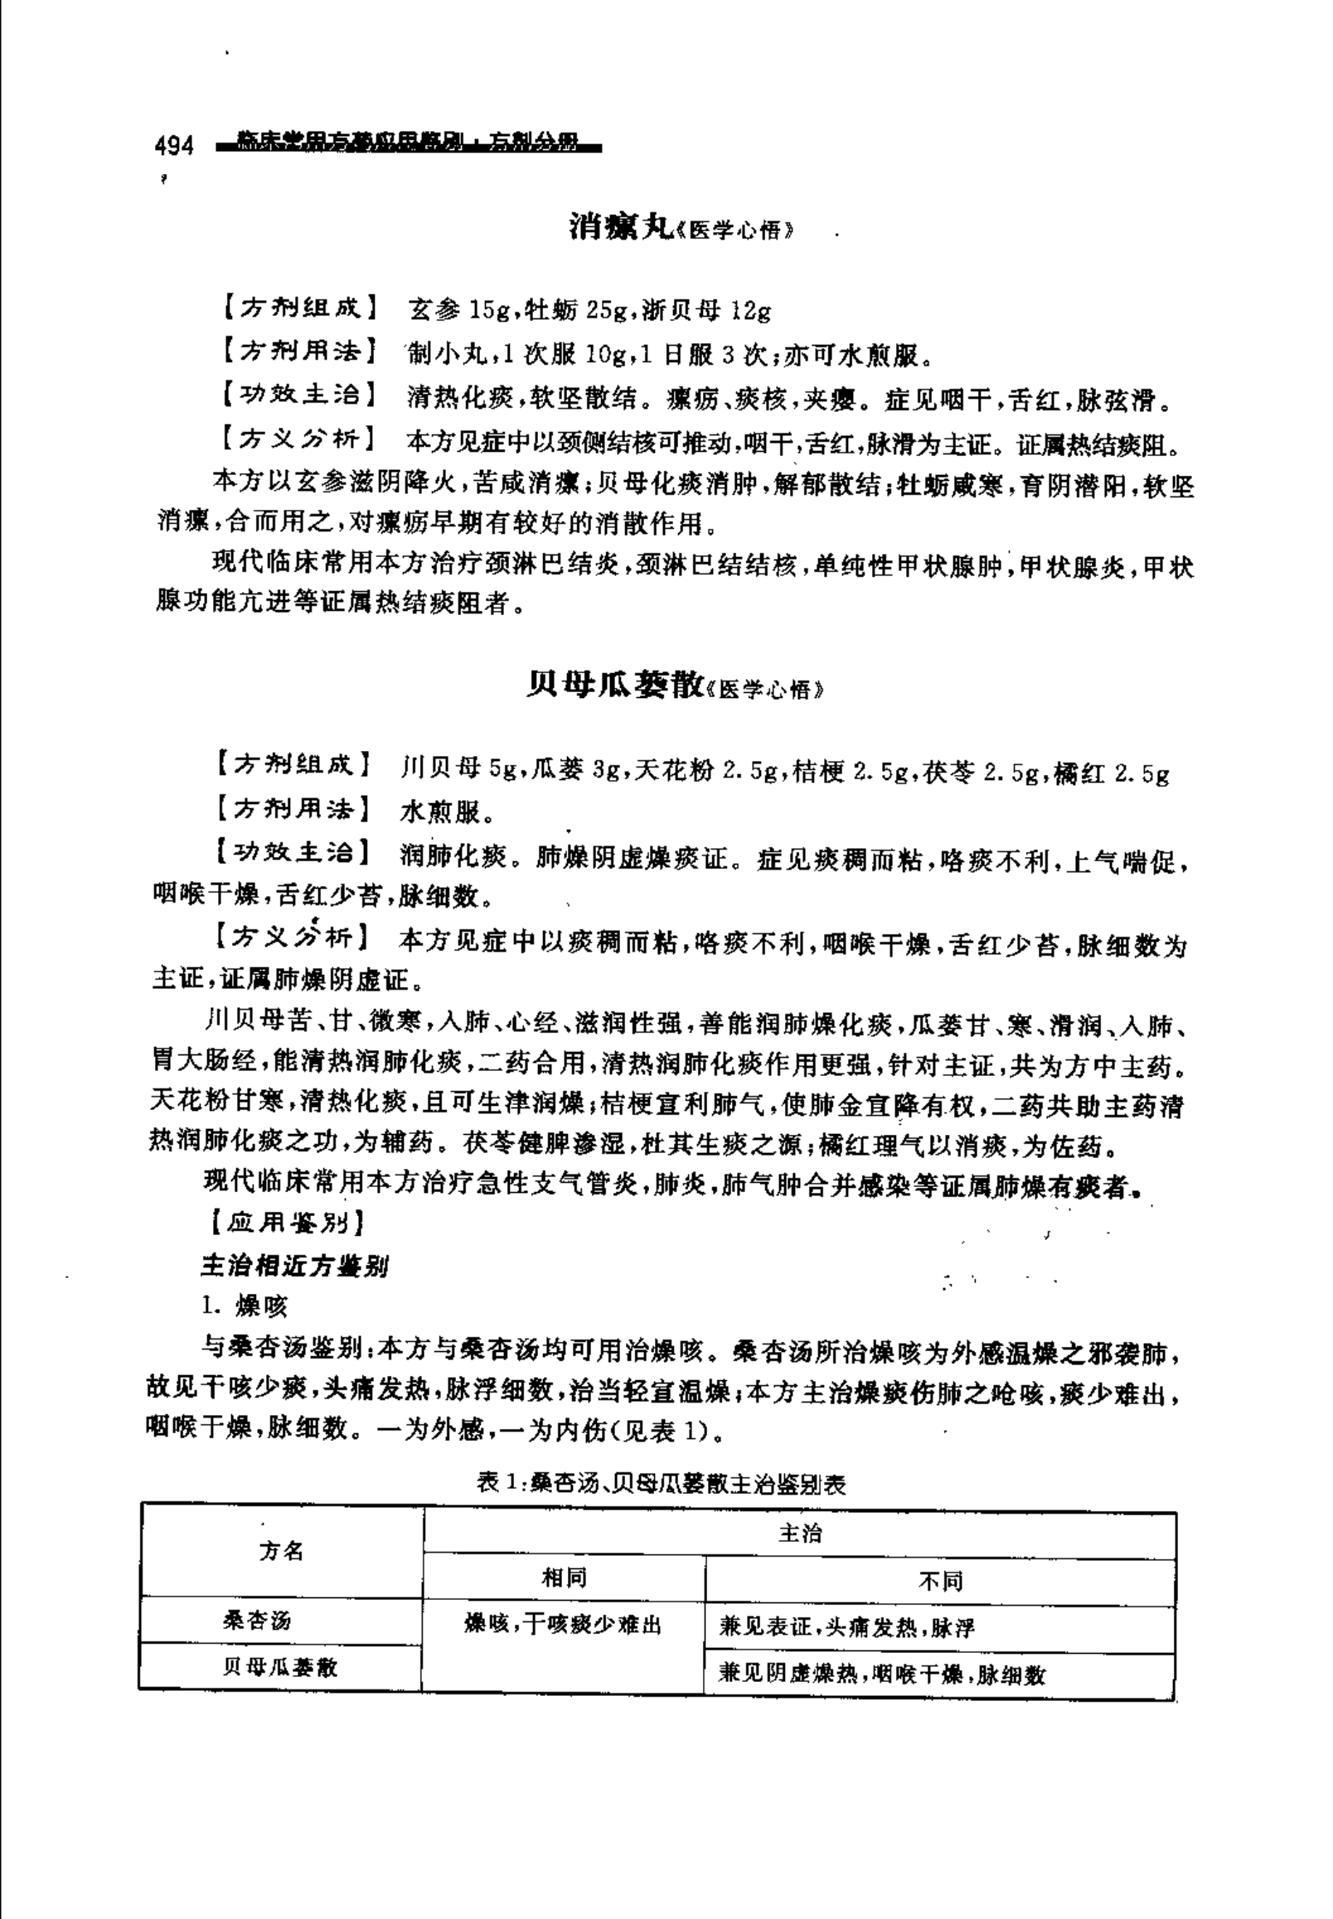 494 临床常用方药应用鉴别·方剂分册
消瘰丸《医学心悟》
【方剂组成】 玄参 15g,牡蛎 25g,浙贝母 12g
【方剂用法】 制小丸,1 次服 10g,1 日服 3 次;亦可水煎服。
【功效主治】 清热化痰,软坚散结。瘰疬、痰核,夹瘿。症见咽干,舌红,脉弦滑。
【方义分析】 本方见症中以颈侧结核可推动,咽干,舌红,脉滑为主证。证属热结痰阻。
本方以玄参滋阴降火,苦咸消瘰;贝母化痰消肿,解郁散结;牡蛎咸寒,育阴潜阳,软坚
消瘰,合而用之,对瘰疬早期有较好的消散作用。
现代临床常用本方治疗颈淋巴结炎,颈淋巴结结核,单纯性甲状腺肿,甲状腺炎,甲状
腺功能亢进等证属热结痰阻者。
贝母瓜蒌散《医学心悟》
【方剂组成】 川贝母 5g,瓜蒌 3g,天花粉 2.5g,桔梗 2.5g,茯苓 2.5g,橘红 2.5g
【方剂用法】 水煎服。
【功效主治】 润肺化痰。肺燥阴虚燥痰证。症见痰稠而粘,咯痰不利,上气喘促,
咽喉干燥,舌红少苔,脉细数。
【方义分析】 本方见症中以痰稠而粘,咯痰不利,咽喉干燥,舌红少苔,脉细数为
主证,证属肺燥阴虚证。
川贝母苦、甘、微寒,入肺、心经、滋润性强,善能润肺燥化痰,瓜蒌甘、寒、滑润、入肺、
胃大肠经,能清热润肺化痰,二药合用,清热润肺化痰作用更强,针对主证,共为方中主药。
天花粉甘寒,清热化痰,且可生津润燥;桔梗宣利肺气,使肺金宣降有权,二药共助主药清
热润肺化痰之功,为辅药。茯苓健脾渗湿,杜其生痰之源;橘红理气以消痰,为佐药。
现代临床常用本方治疗急性支气管炎,肺炎,肺气肿合并感染等证属肺燥有痰者。
【应用鉴别】
主治相近方鉴别
1. 燥咳
与桑杏汤鉴别:本方与桑杏汤均可用治燥咳。桑杏汤所治燥咳为外感温燥之邪袭肺,
故见干咳少痰,头痛发热,脉浮细数,治当轻宣温燥;本方主治燥痰伤肺之呛咳,痰少难出,
咽喉干燥,脉细数。一为外感,一为内伤(见表 1)。
表 1:桑杏汤、贝母瓜蒌散主治鉴别表
方名 主治
相同 不同
桑杏汤 燥咳,干咳痰少难出 兼见表证,头痛发热,脉浮
贝母瓜蒌散 兼见阴虚燥热,咽喉干燥,脉细数